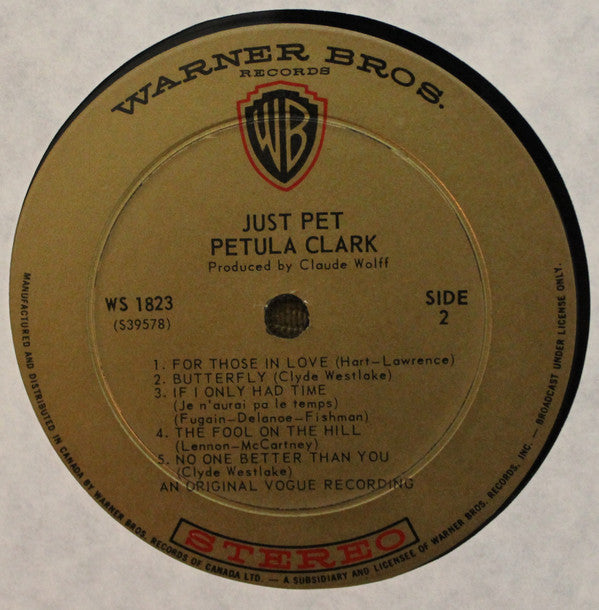 WARNER BROS.
RECORDS
WB
JUST PET
PETULA CLARK
Produced by Claude Wolff
WS 1823
(S39578)
SIDE
2
1. FOR THOSE IN LOVE (Hart—Lawrence)
2. BUTTERFLY (Clyde Westlake)
3. IF I ONLY HAD TIME
(Je n'aurai pa le temps)
(Fugain—Delanoe—Fishman)
4. THE FOOL ON THE HILL
(Lennon—McCartney)
5. NO ONE BETTER THAN YOU
(Clyde Westlake)
AN ORIGINAL VOGUE RECORDING
STEREO
MANUFACTURED AND DISTRIBUTED IN CANADA BY WARNER BROS. RECORDS OF CANADA LTD. — A SUBSIDIARY AND LICENSEE OF WARNER BROS. RECORDS, INC. — BROADCAST UNDER LICENSE ONLY.